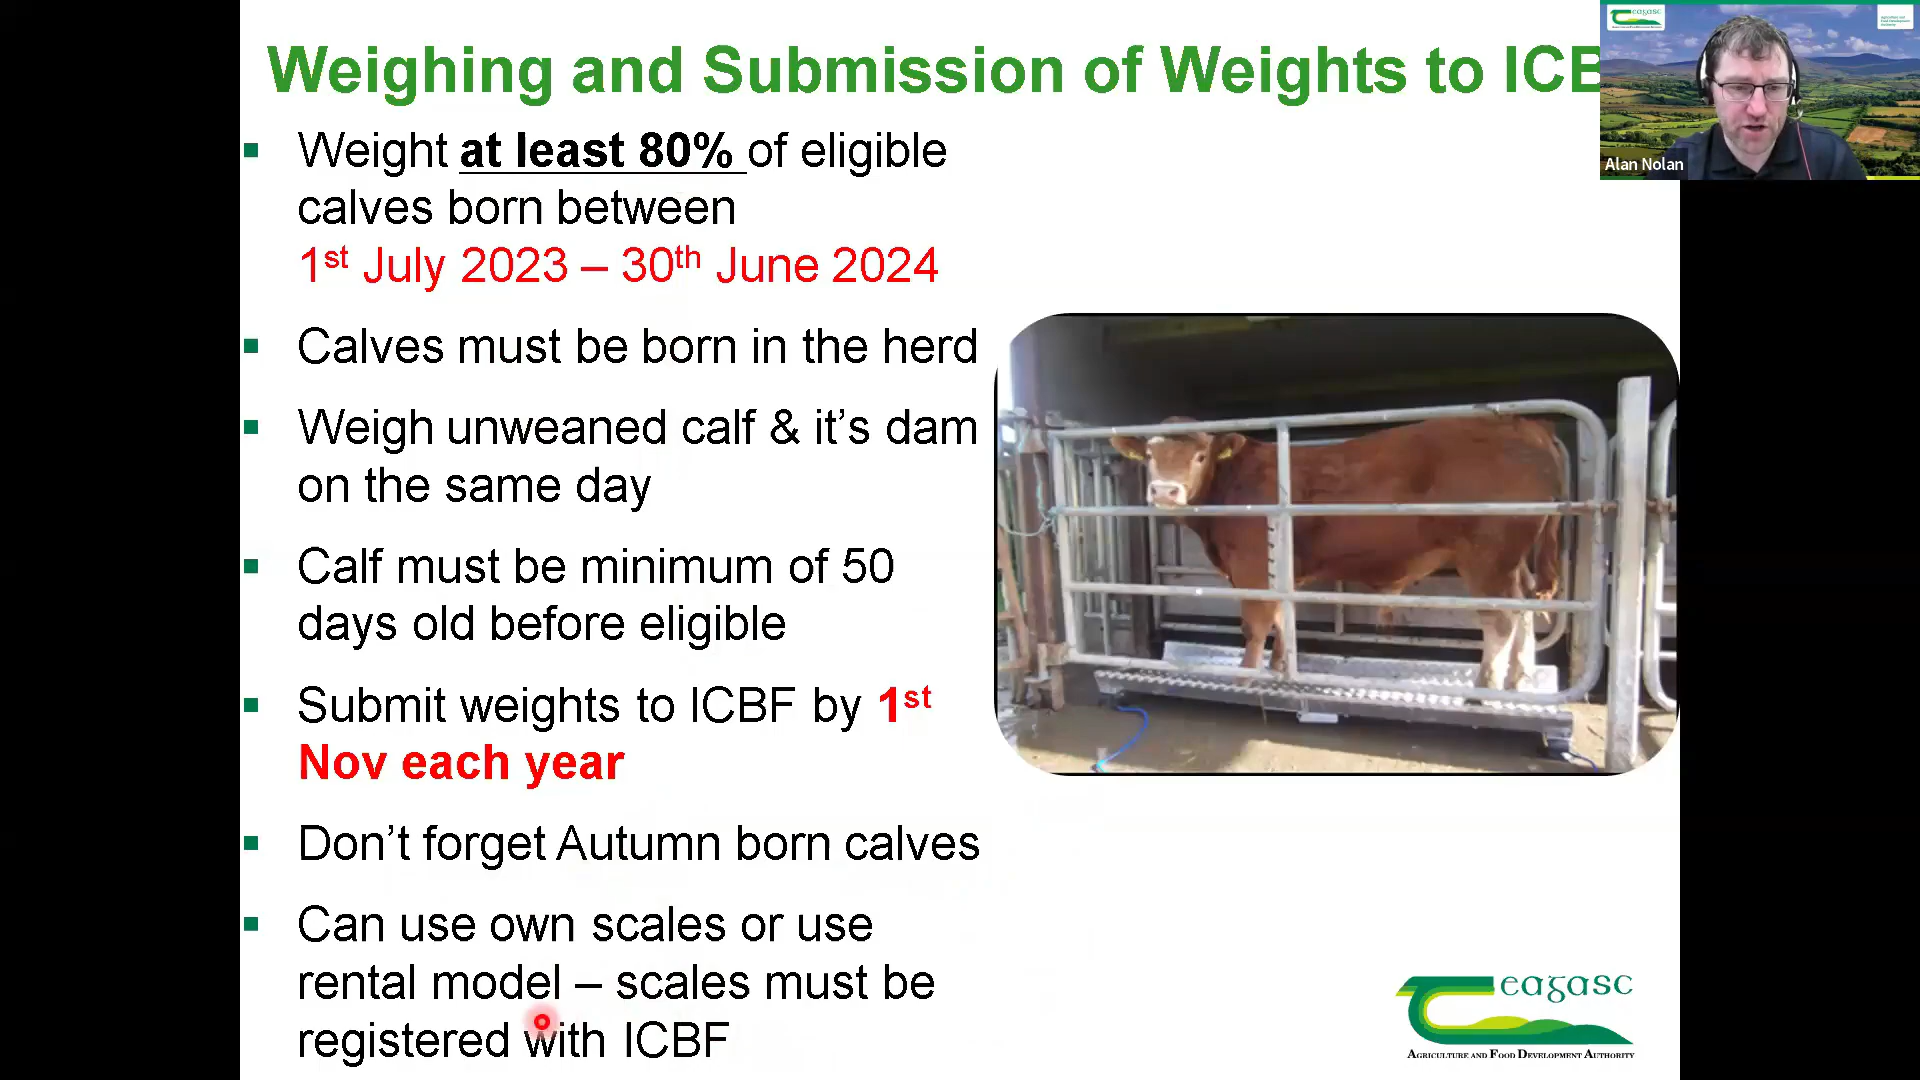 Weighing and Submission of Weights to ICB
Weight at least 80% of eligible
calves born between
1st July 2023 – 30th June 2024
Calves must be born in the herd
Weigh unweaned calf & it’s dam
on the same day
Calf must be minimum of 50
days old before eligible
Submit weights to ICBF by 1st
Nov each year
Don’t forget Autumn born calves
Can use own scales or use
rental model – scales must be
registered with ICBF
eagasc
Alan Nolan
Teagasc
AGRICULTURE AND FOOD DEVELOPMENT AUTHORITY